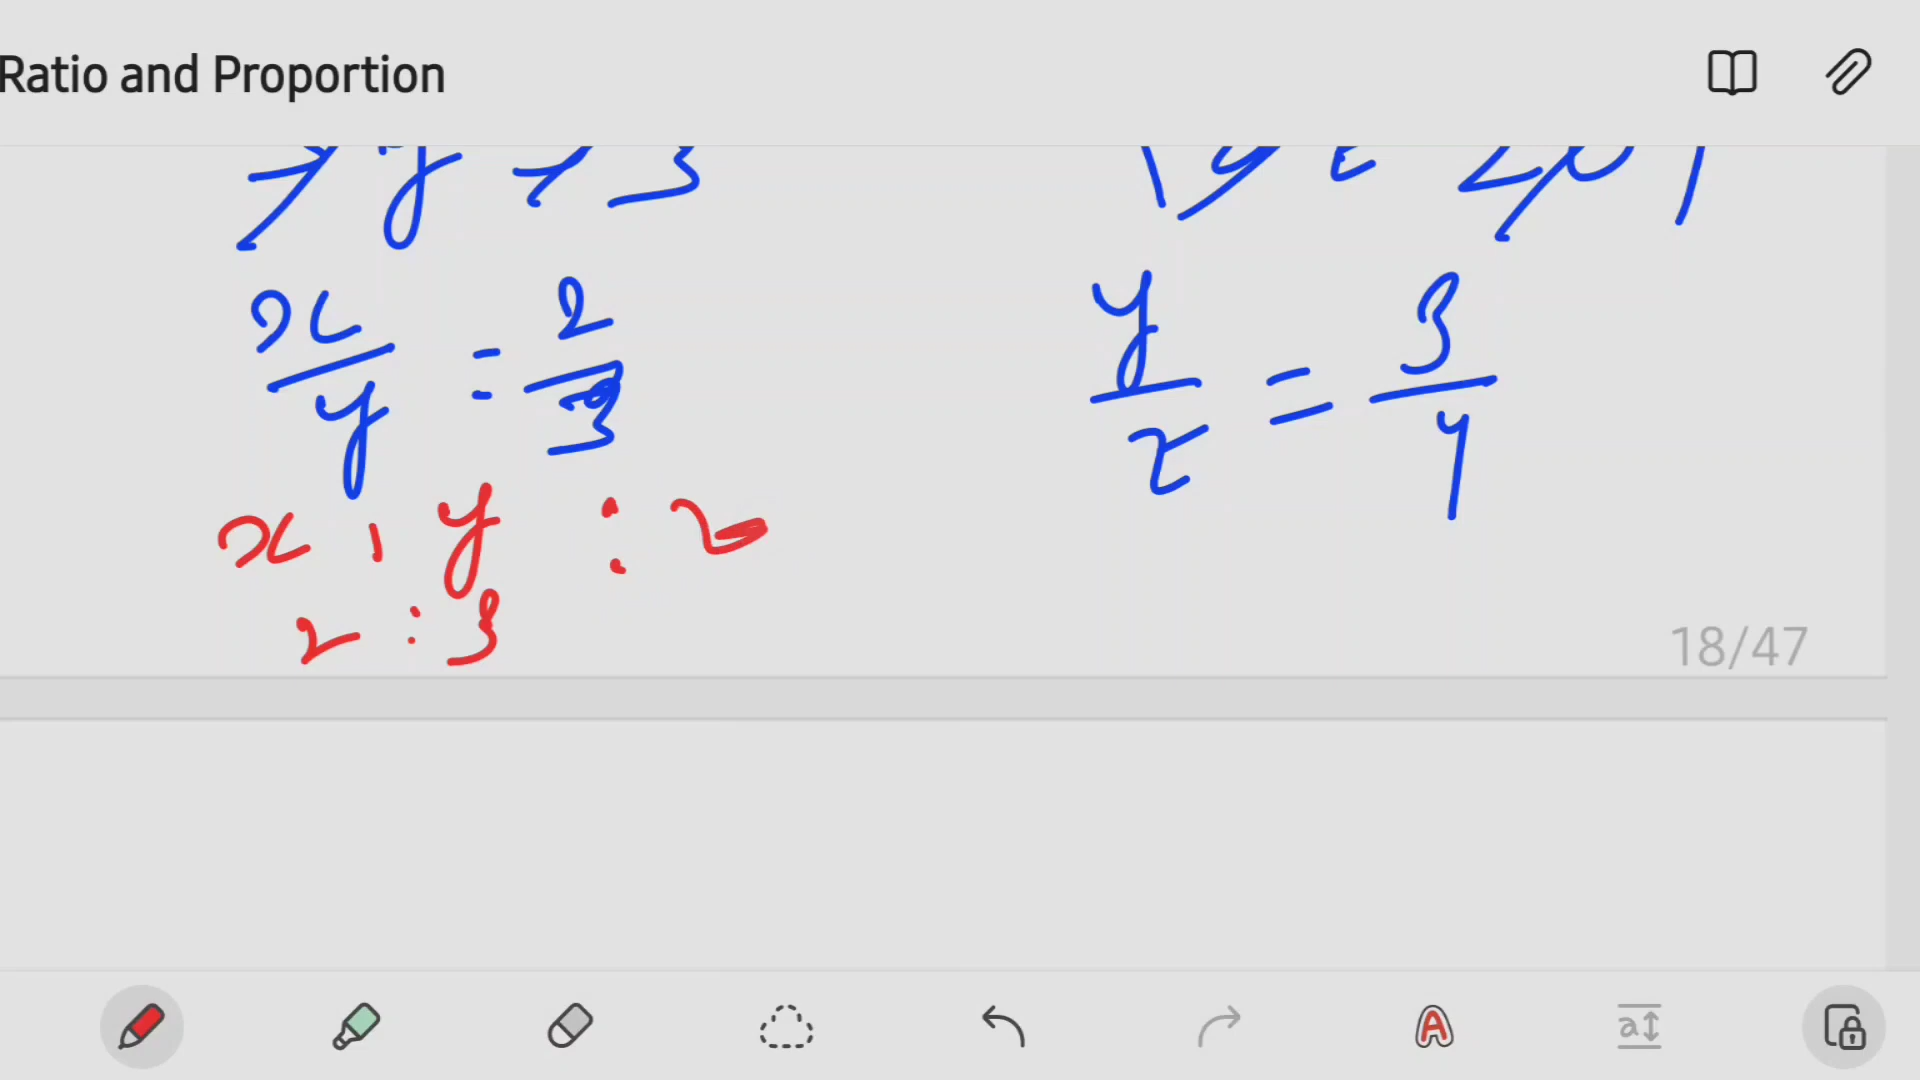 Ratio and Proportion
x/y = 2/3
y/z = 3/4
x : y : z
2 : 3
18/47
A
a